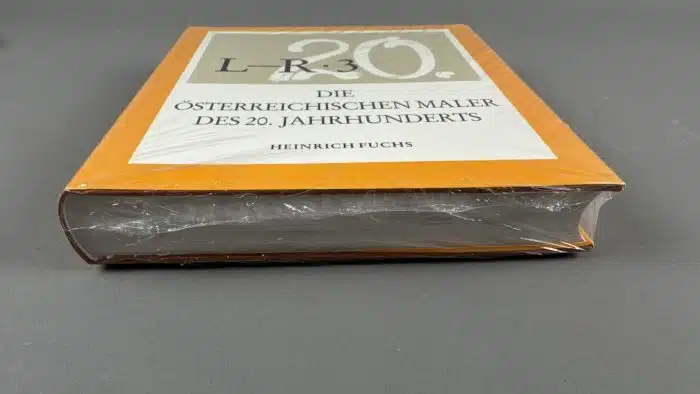 20.
L–R·3
DIE
ÖSTERREICHISCHEN MALER
DES 20. JAHRHUNDERTS
HEINRICH FUCHS